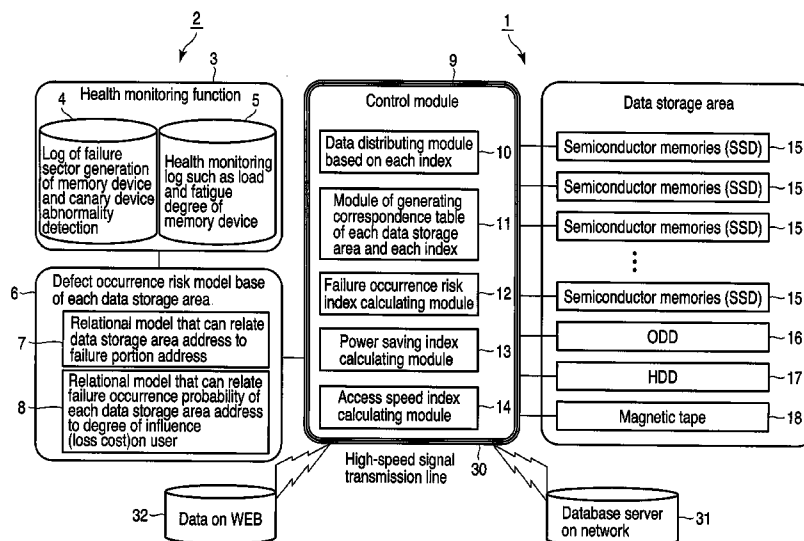 2
1
3
Health monitoring function
4
5
Log of failure
sector generation
of memory device
and canary device
abnormality
detection
Health monitoring
log such as load
and fatigue
degree of
memory device
6
Defect occurrence risk model base
of each data storage area
7
Relational model that can relate
data storage area address to
failure portion address
8
Relational model that can relate
failure occurrence probability of
each data storage area address
to degree of influence
(loss cost)on user
9
Control module
Data distributing module
based on each index
10
Module of generating
correspondence table
of each data storage
area and each index
11
Failure occurrence risk
index calculating module
12
Power saving index
calculating module
13
Access speed index
calculating module
14
Data storage area
Semiconductor memories (SSD)
15
Semiconductor memories (SSD)
15
Semiconductor memories (SSD)
15
Semiconductor memories (SSD)
15
ODD
16
HDD
17
Magnetic tape
18
High-speed signal
transmission line
30
32
Data on WEB
Database server
on network
31